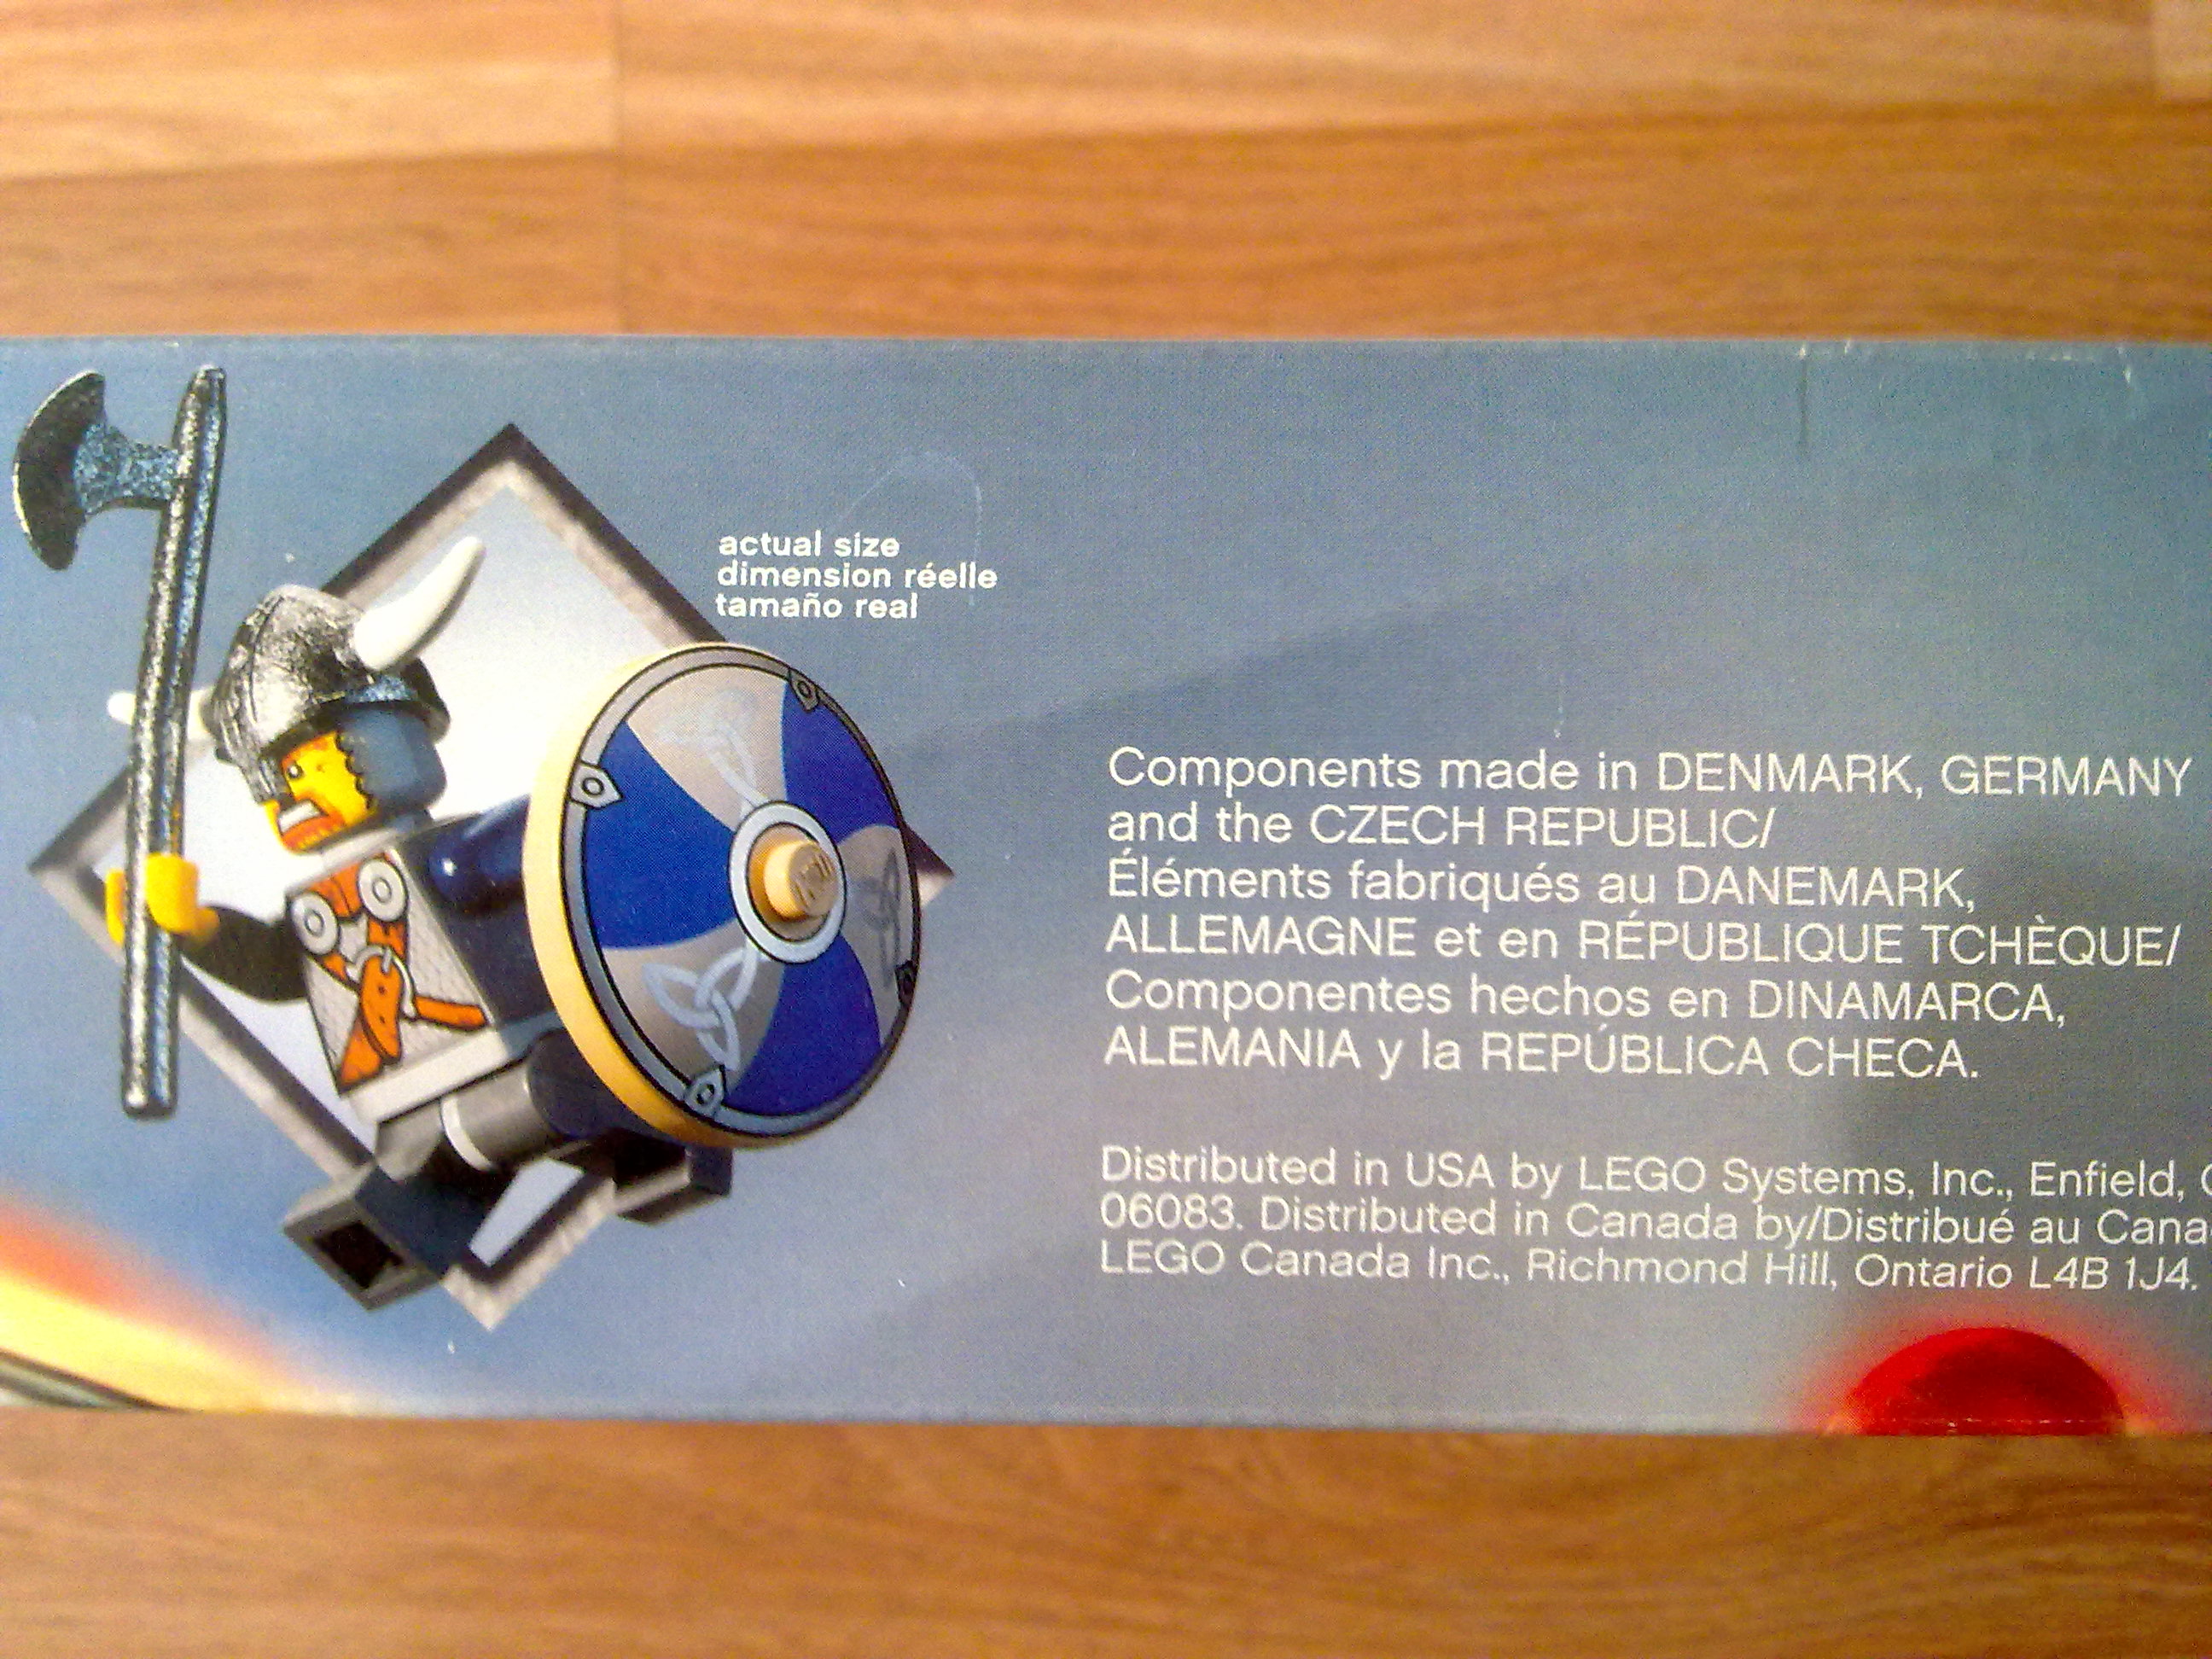 actual size
dimension réelle
tamaño real
Components made in DENMARK, GERMANY
and the CZECH REPUBLIC/
Éléments fabriqués au DANEMARK,
ALLEMAGNE et en RÉPUBLIQUE TCHÈQUE/
Componentes hechos en DINAMARCA,
ALEMANIA y la REPÚBLICA CHECA.
Distributed in USA by LEGO Systems, Inc., Enfield,
06083. Distributed in Canada by/Distribué au Cana
LEGO Canada Inc., Richmond Hill, Ontario L4B 1J4.